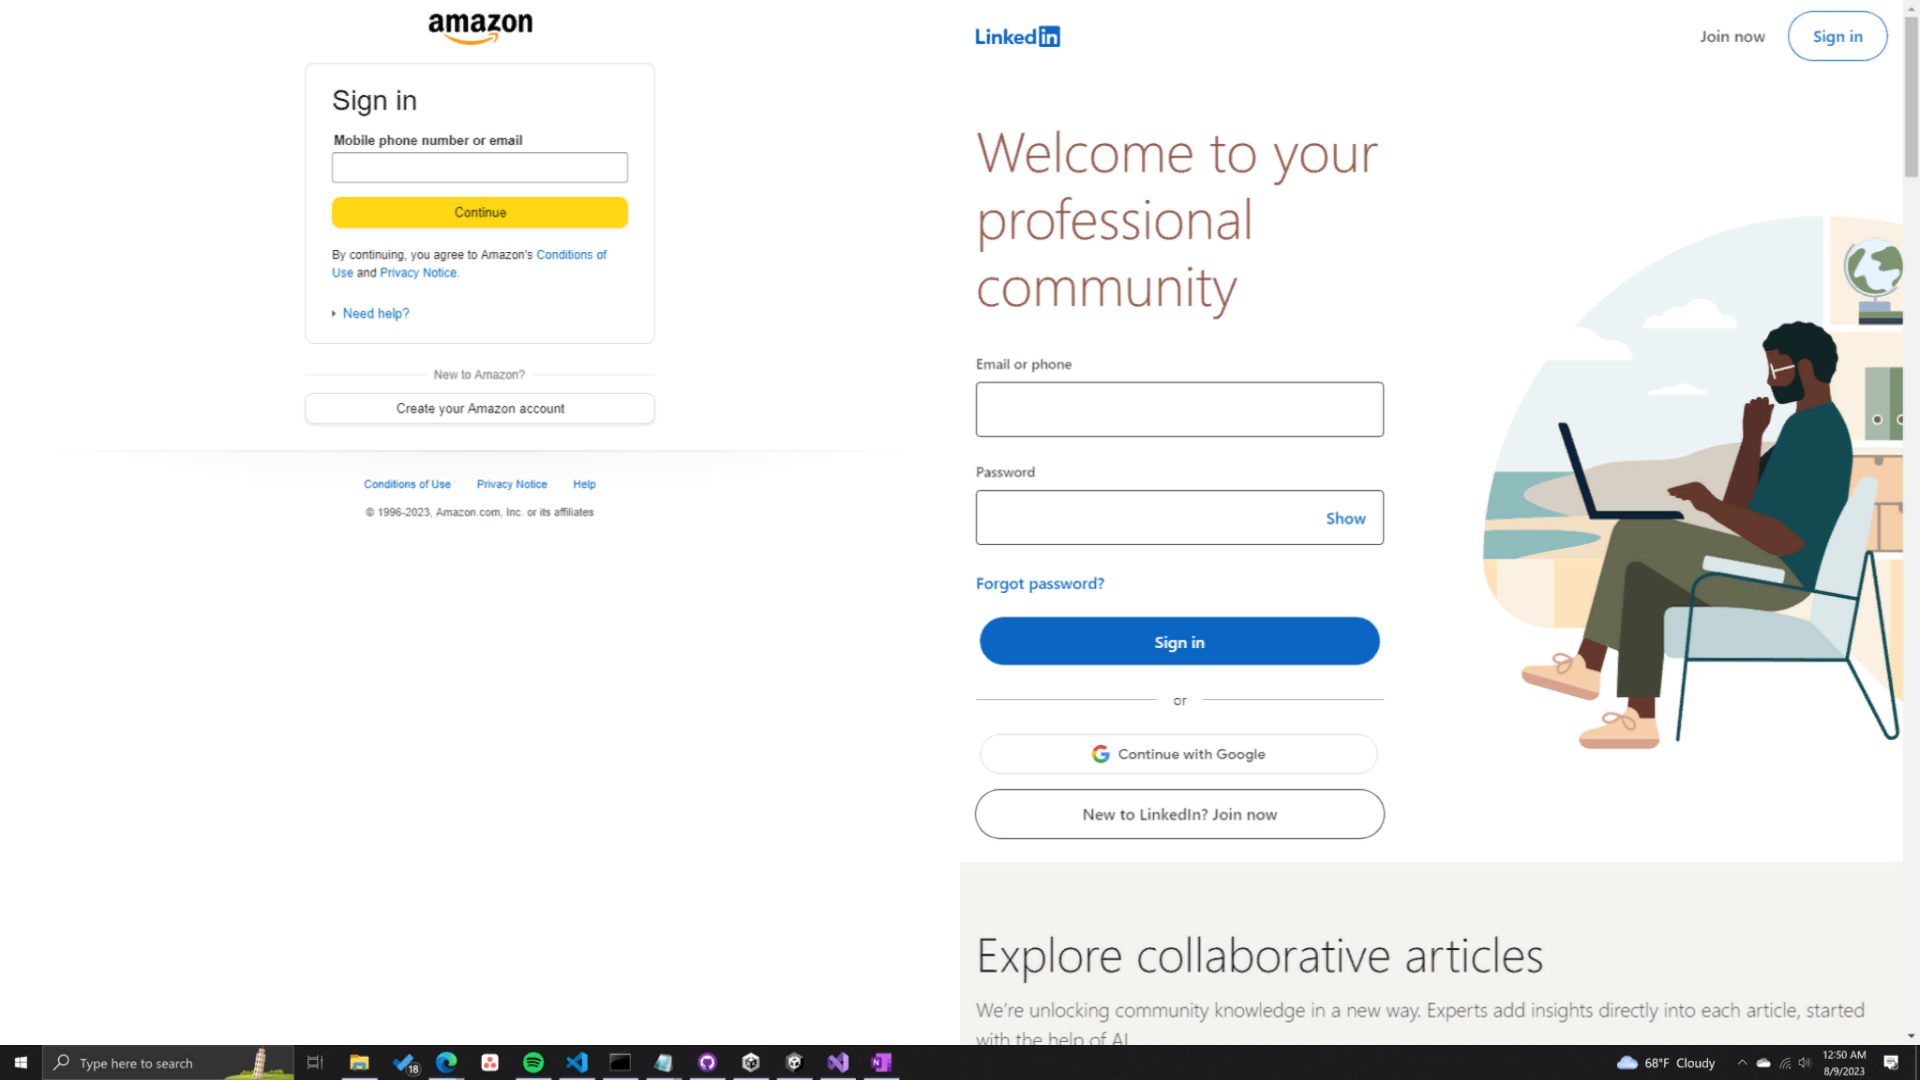 amazon
Sign in
Mobile phone number or email
Continue
By continuing, you agree to Amazon's Conditions of
Use and Privacy Notice.
Need help?
New to Amazon?
Create your Amazon account
Conditions of Use Privacy Notice Help
© 1996-2023, Amazon.com, Inc. or its affiliates
Linkedin
Join now
Sign in
Welcome to your
professional
community
Email or phone
Password
Show
Forgot password?
Sign in
or
Continue with Google
New to LinkedIn? Join now
Explore collaborative articles
We're unlocking community knowledge in a new way. Experts add insights directly into each article, started
with the help of AI
Type here to search
18
68°F Cloudy
12:50 AM
8/9/2023